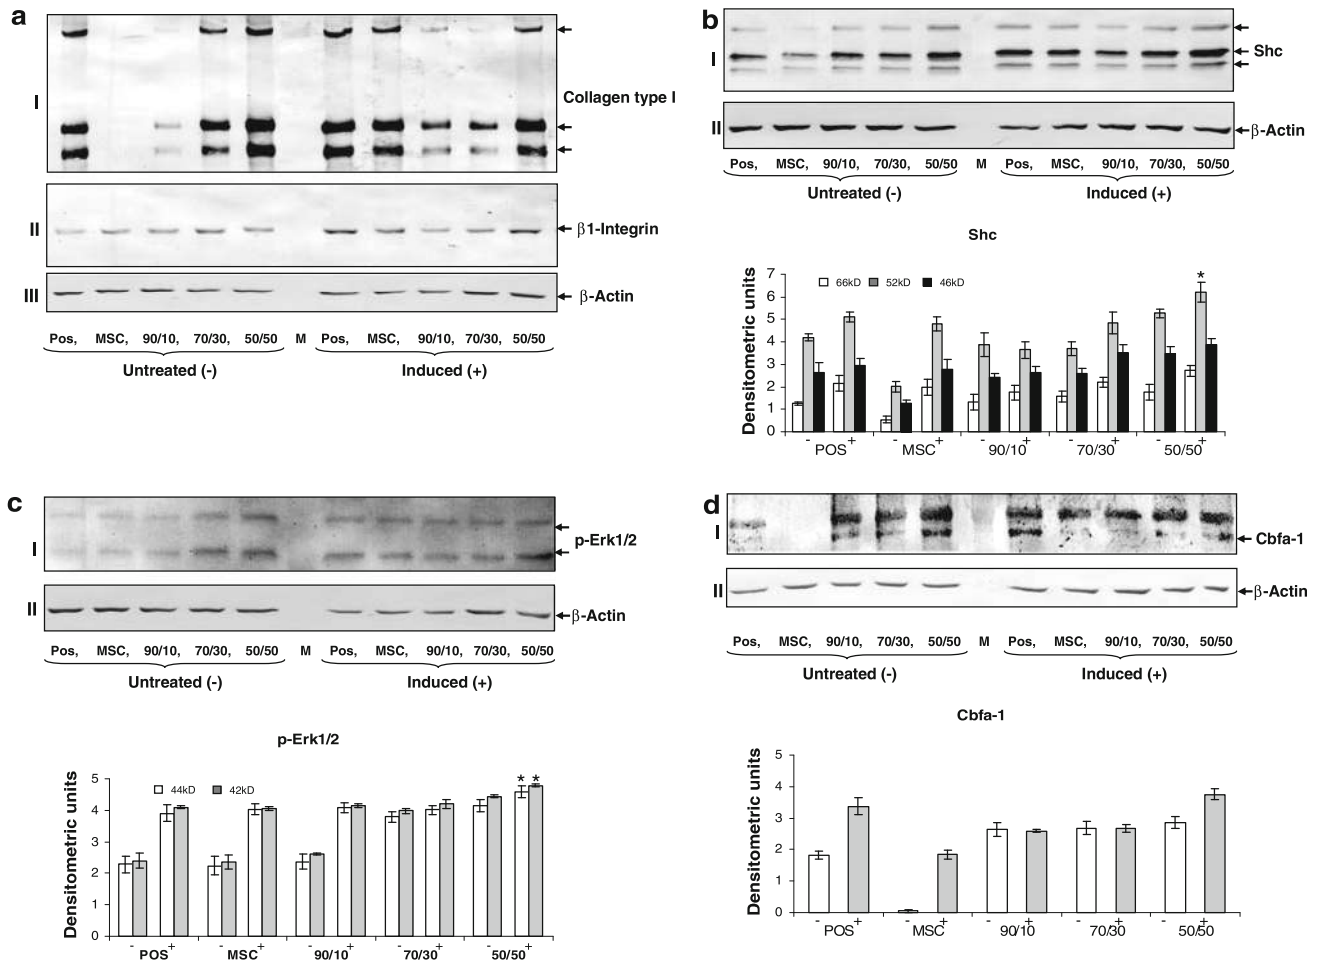 a
I
Collagen type I
II
β1-Integrin
III
β-Actin
Pos, MSC, 90/10, 70/30, 50/50 M Pos, MSC, 90/10, 70/30, 50/50
Untreated (-) Induced (+)
b
I
Shc
II
β-Actin
Pos, MSC, 90/10, 70/30, 50/50 M Pos, MSC, 90/10, 70/30, 50/50
Untreated (-) Induced (+)
Shc
Densitometric units
7
6
5
4
3
2
1
0
66kD 52kD 46kD
*
- + - + - + - + - +
POS MSC 90/10 70/30 50/50
c
I
p-Erk1/2
II
β-Actin
Pos, MSC, 90/10, 70/30, 50/50 M Pos, MSC, 90/10, 70/30, 50/50
Untreated (-) Induced (+)
p-Erk1/2
Densitometric units
5
4
3
2
1
0
44kD 42kD
* *
- + - + - + - + - +
POS MSC 90/10 70/30 50/50
d
I
Cbfa-1
II
β-Actin
Pos, MSC, 90/10, 70/30, 50/50 M Pos, MSC, 90/10, 70/30, 50/50
Untreated (-) Induced (+)
Cbfa-1
Densitometric units
5
4
3
2
1
0
- + - + - + - + - +
POS MSC 90/10 70/30 50/50